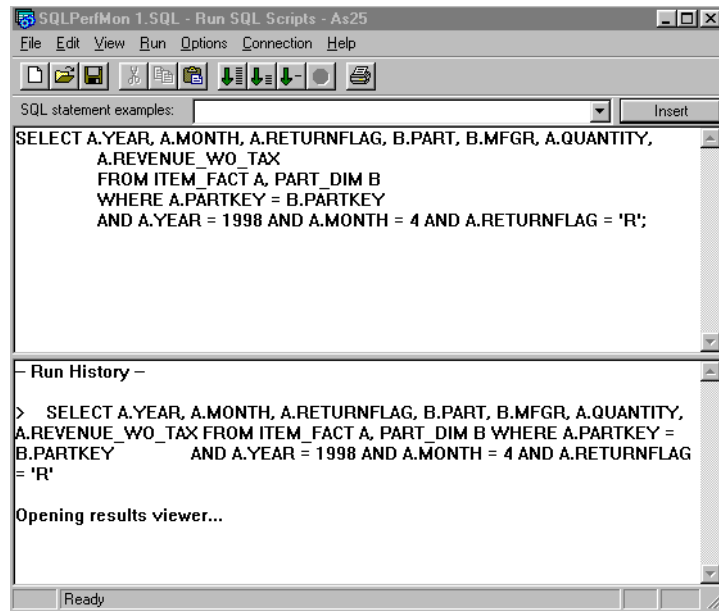 SQLPerfMon 1.SQL - Run SQL Scripts - As25
File Edit View Run Options Connection Help
SQL statement examples: Insert
SELECT A.YEAR, A.MONTH, A.RETURNFLAG, B.PART, B.MFGR, A.QUANTITY,
A.REVENUE_WO_TAX
FROM ITEM_FACT A, PART_DIM B
WHERE A.PARTKEY = B.PARTKEY
AND A.YEAR = 1998 AND A.MONTH = 4 AND A.RETURNFLAG = 'R';
– Run History –
> SELECT A.YEAR, A.MONTH, A.RETURNFLAG, B.PART, B.MFGR, A.QUANTITY,
A.REVENUE_WO_TAX FROM ITEM_FACT A, PART_DIM B WHERE A.PARTKEY =
B.PARTKEY AND A.YEAR = 1998 AND A.MONTH = 4 AND A.RETURNFLAG
= 'R'
Opening results viewer...
Ready